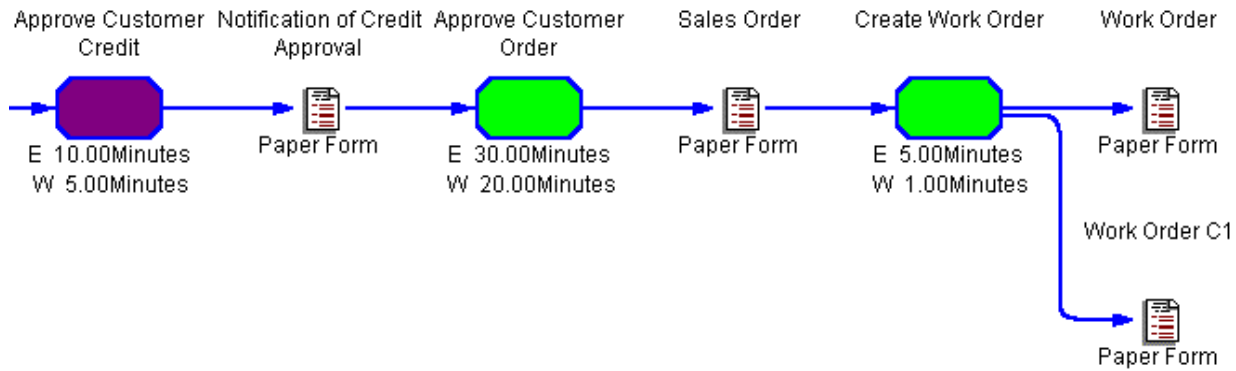 Approve Customer
Credit
Notification of Credit
Approval
Approve Customer
Order
Sales Order
Create Work Order
Work Order
E 10.00Minutes
W 5.00Minutes
Paper Form
E 30.00Minutes
W 20.00Minutes
Paper Form
E 5.00Minutes
W 1.00Minutes
Paper Form
Work Order C1
Paper Form